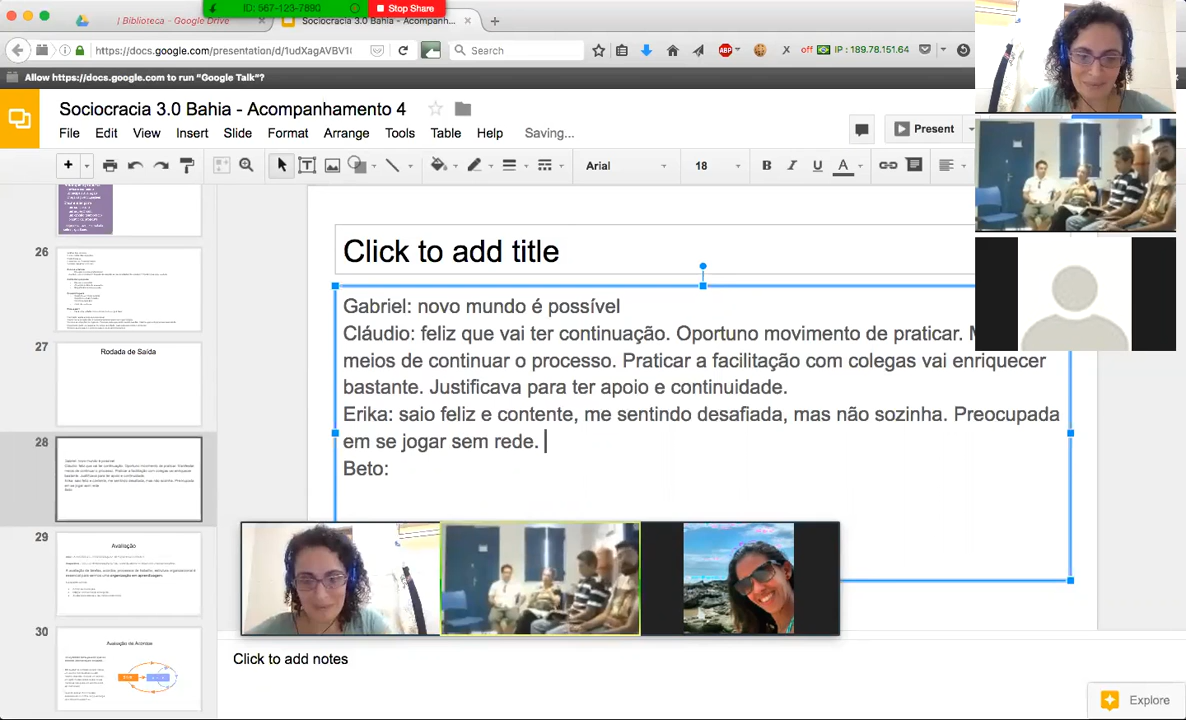 ID: 567-123-7890
Stop Share
| Biblioteca - Google Drive
Sociocracia 3.0 Bahia - Acompanh...
https://docs.google.com/presentation/d/1udXagAVBV1(
Search
ABP
off
IP : 189.78.151.64
Allow https://docs.google.com to run "Google Talk"?
Sociocracia 3.0 Bahia - Acompanhamento 4
File Edit View Insert Slide Format Arrange Tools Table Help Saving...
Present
Arial
18
B I U A
Click to add title
Gabriel: novo mundo é possível
Cláudio: feliz que vai ter continuação. Oportuno movimento de praticar.
meios de continuar o processo. Praticar a facilitação com colegas vai enriquecer
bastante. Justificava para ter apoio e continuidade.
Erika: saio feliz e contente, me sentindo desafiada, mas não sozinha. Preocupada
em se jogar sem rede.
Beto:
26
27
Rodada de Saída
28
29
Avaliação
30
Avaliação de Acordos
Click to add notes
Explore